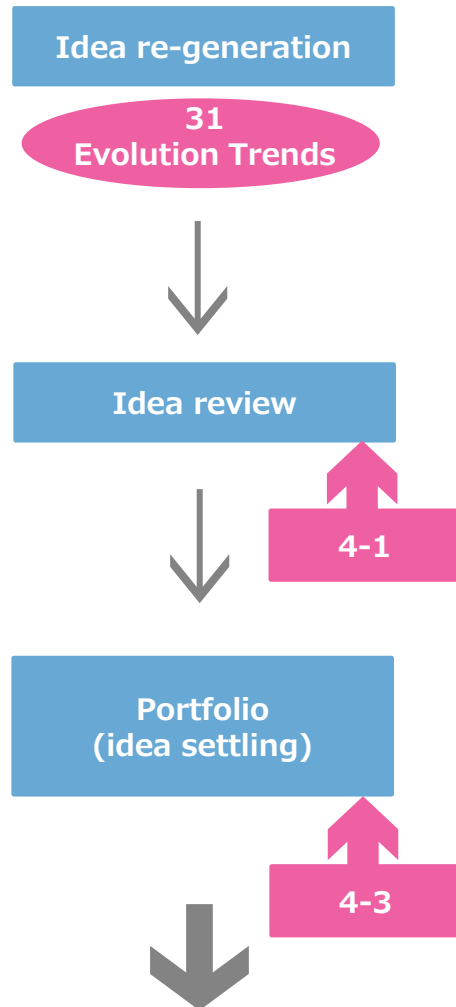 Idea re-generation
31
Evolution Trends
Idea review
4-1
Portfolio
(idea settling)
4-3